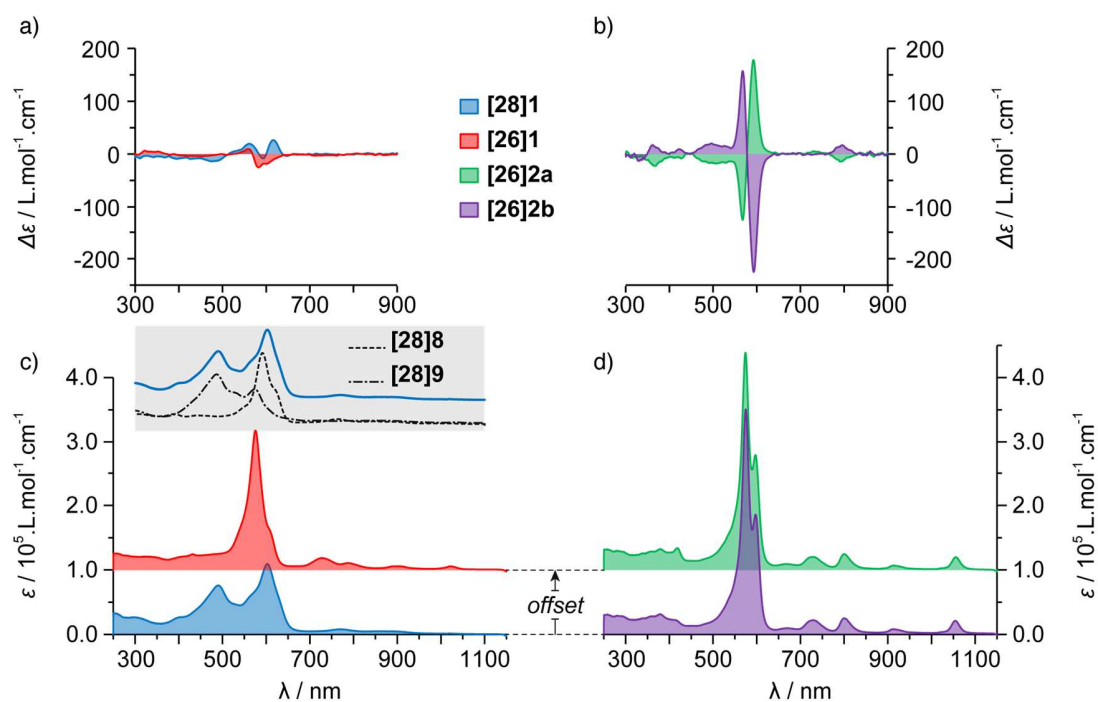 a)
b)
200
100
0
-100
-200
Δε / L.mol⁻¹.cm⁻¹
300 500 700 900
[28]1
[26]1
[26]2a
[26]2b
200
100
0
-100
-200
Δε / L.mol⁻¹.cm⁻¹
300 500 700 900
c)
[28]8
[28]9
4.0
3.0
2.0
1.0
0.0
ε / 10⁵.L.mol⁻¹.cm⁻¹
300 500 700 900 1100
λ / nm
offset
d)
4.0
3.0
2.0
1.0
0.0
ε / 10⁵.L.mol⁻¹.cm⁻¹
300 500 700 900 1100
λ / nm